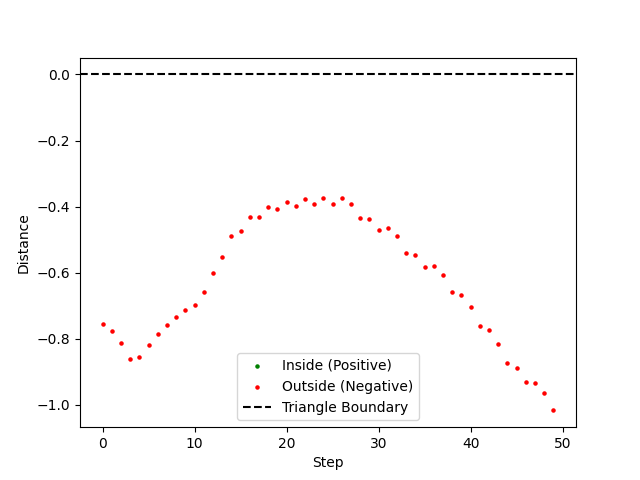 0.0
−0.2
−0.4
−0.6
−0.8
−1.0
Distance
Inside (Positive)
Outside (Negative)
Triangle Boundary
0 10 20 30 40 50
Step